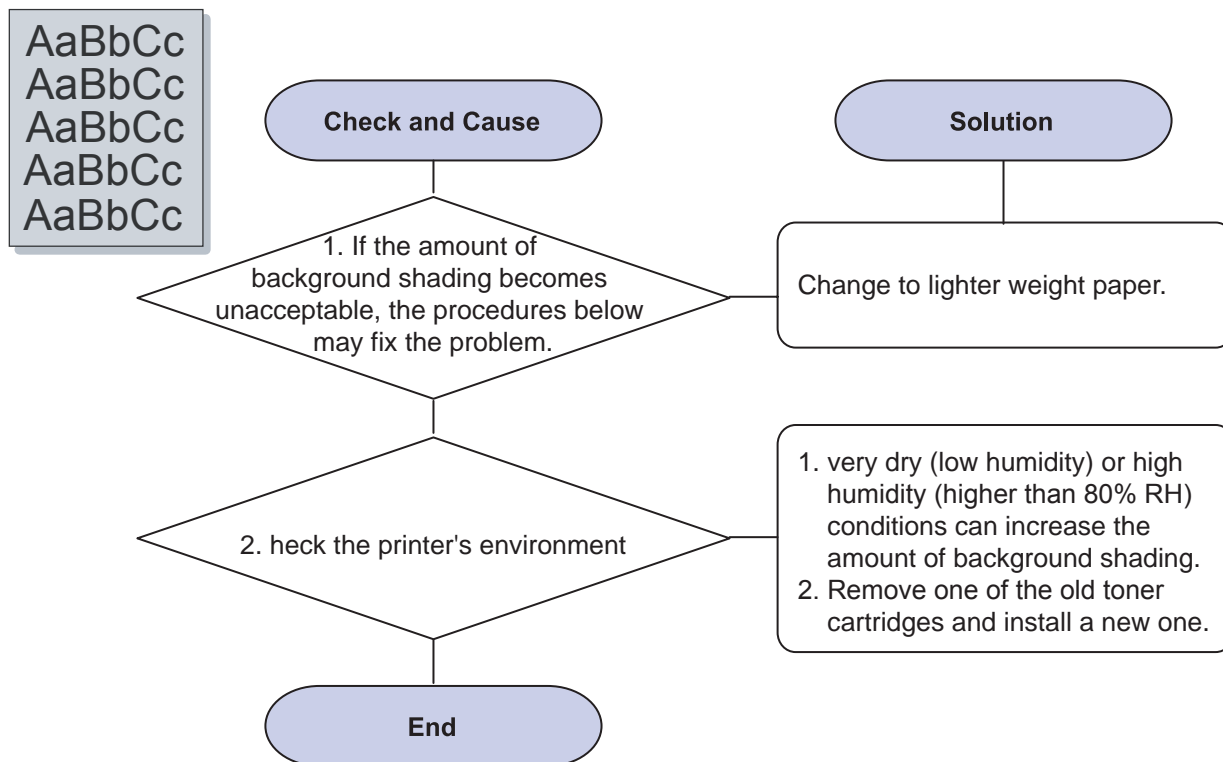 AaBbCc
AaBbCc
AaBbCc
AaBbCc
AaBbCc
Check and Cause
Solution
1. If the amount of
background shading becomes
unacceptable, the procedures below
may fix the problem.
Change to lighter weight paper.
2. heck the printer's environment
1. very dry (low humidity) or high
humidity (higher than 80% RH)
conditions can increase the
amount of background shading.
2. Remove one of the old toner
cartridges and install a new one.
End